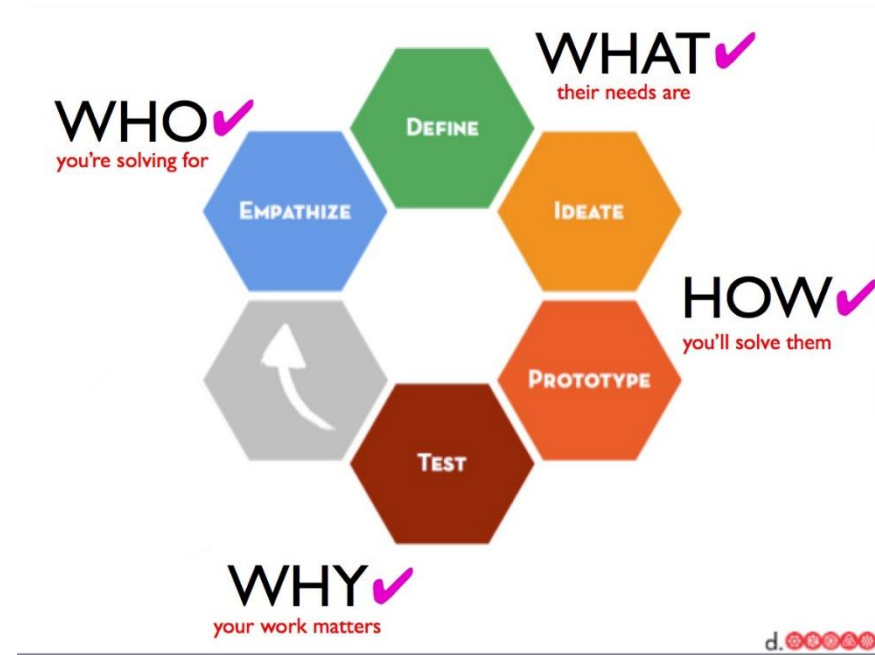 WHAT✔
their needs are
WHO✔
you're solving for
DEFINE
EMPATHIZE
IDEATE
HOW✔
you'll solve them
PROTOTYPE
TEST
WHY✔
your work matters
d.